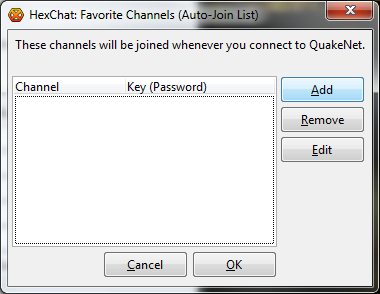 HexChat: Favorite Channels (Auto-Join List)
These channels will be joined whenever you connect to QuakeNet.
Channel Key (Password)
Add
Remove
Edit
Cancel OK